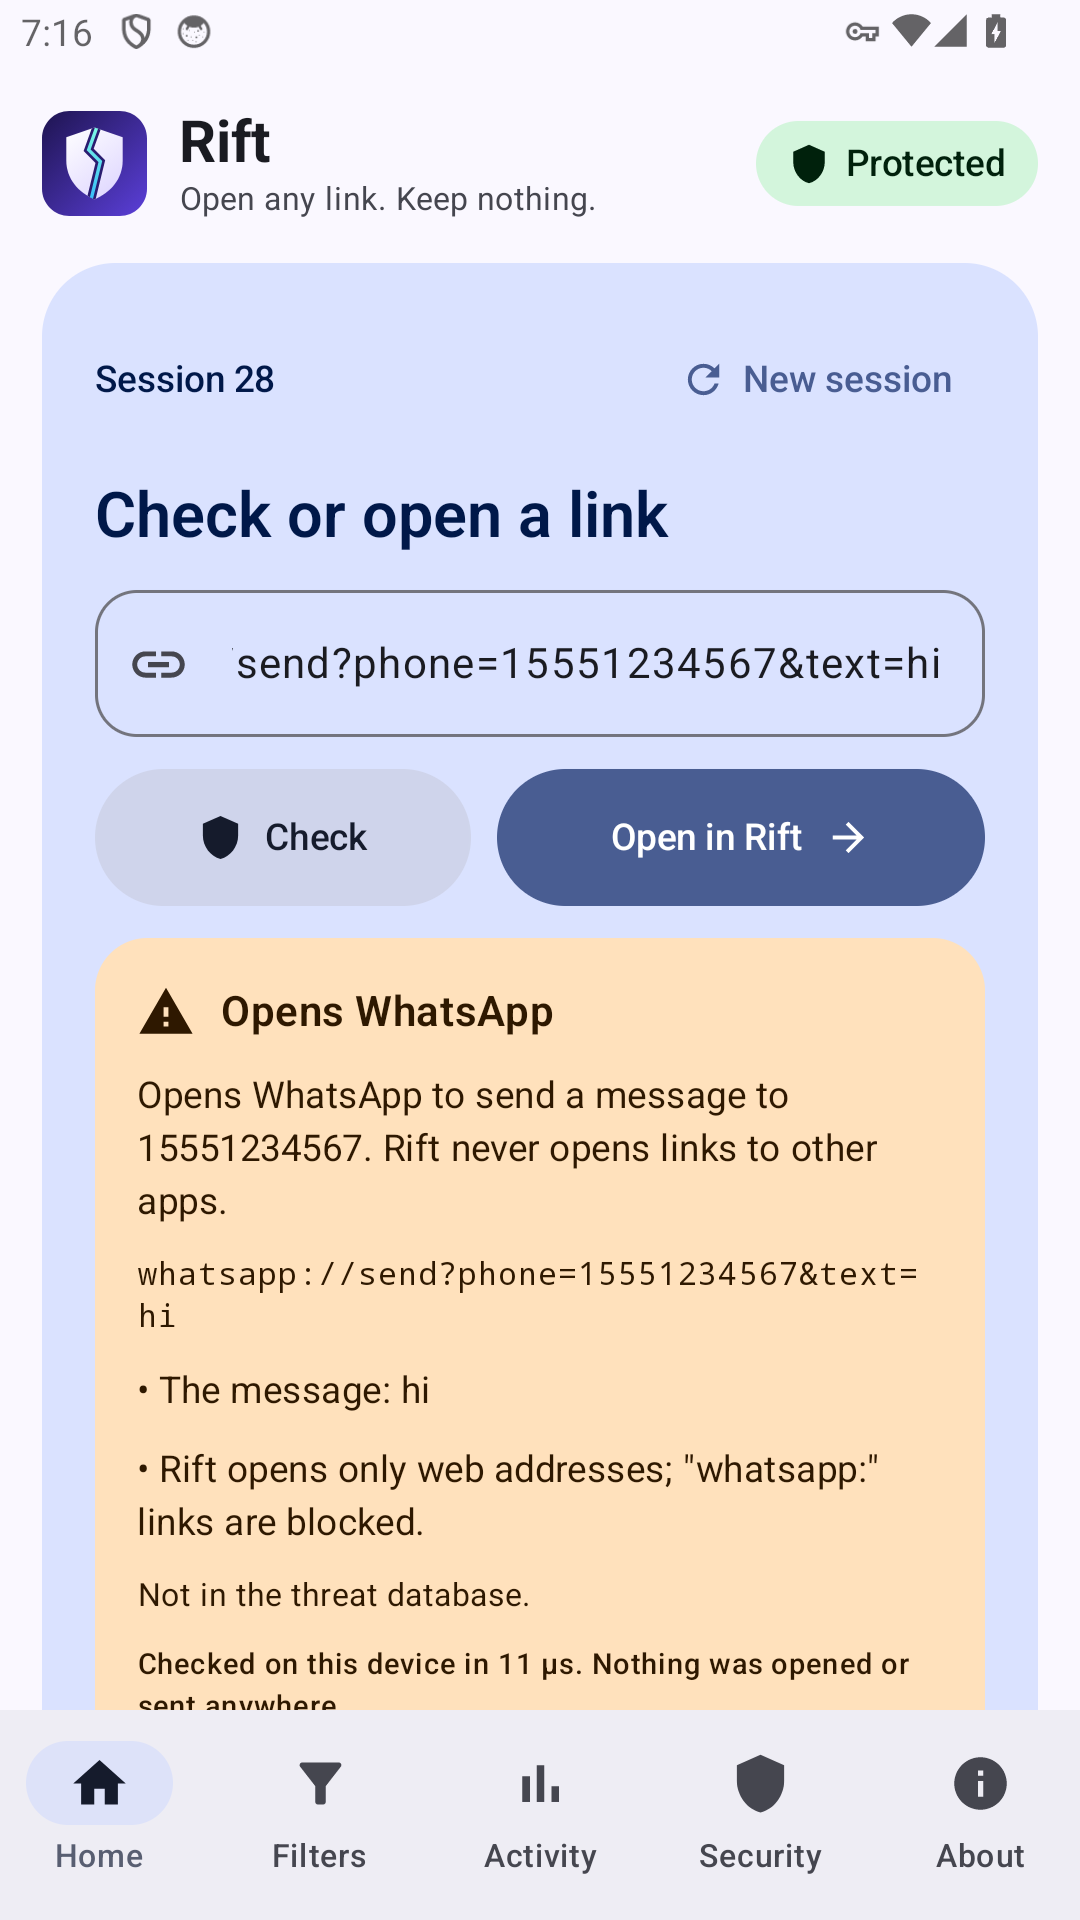 7:16
Rift
Open any link. Keep nothing.
Protected
Session 28
New session
Check or open a link
send?phone=15551234567&text=hi
Check
Open in Rift
Opens WhatsApp
Opens WhatsApp to send a message to
15551234567. Rift never opens links to other
apps.
whatsapp://send?phone=15551234567&text=
hi
• The message: hi
• Rift opens only web addresses; "whatsapp:"
links are blocked.
Not in the threat database.
Checked on this device in 11 µs. Nothing was opened or
sent anywhere
Home
Filters
Activity
Security
About